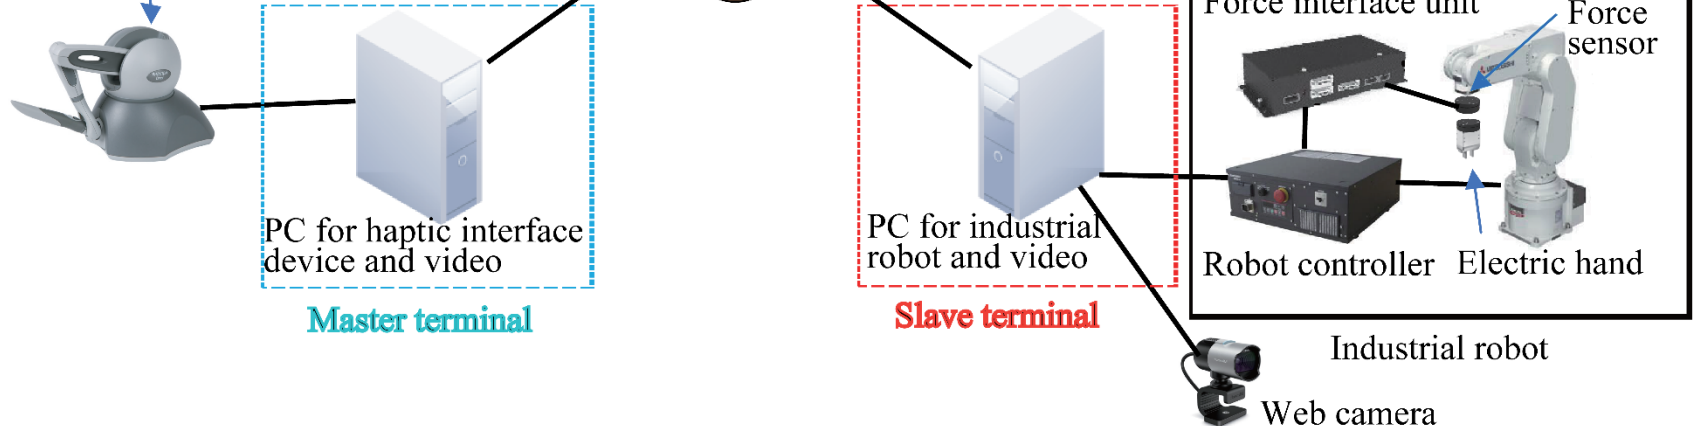 Force interface unit
Force
sensor
PC for haptic interface
device and video
PC for industrial
robot and video
Robot controller
Electric hand
Master terminal
Slave terminal
Industrial robot
Web camera